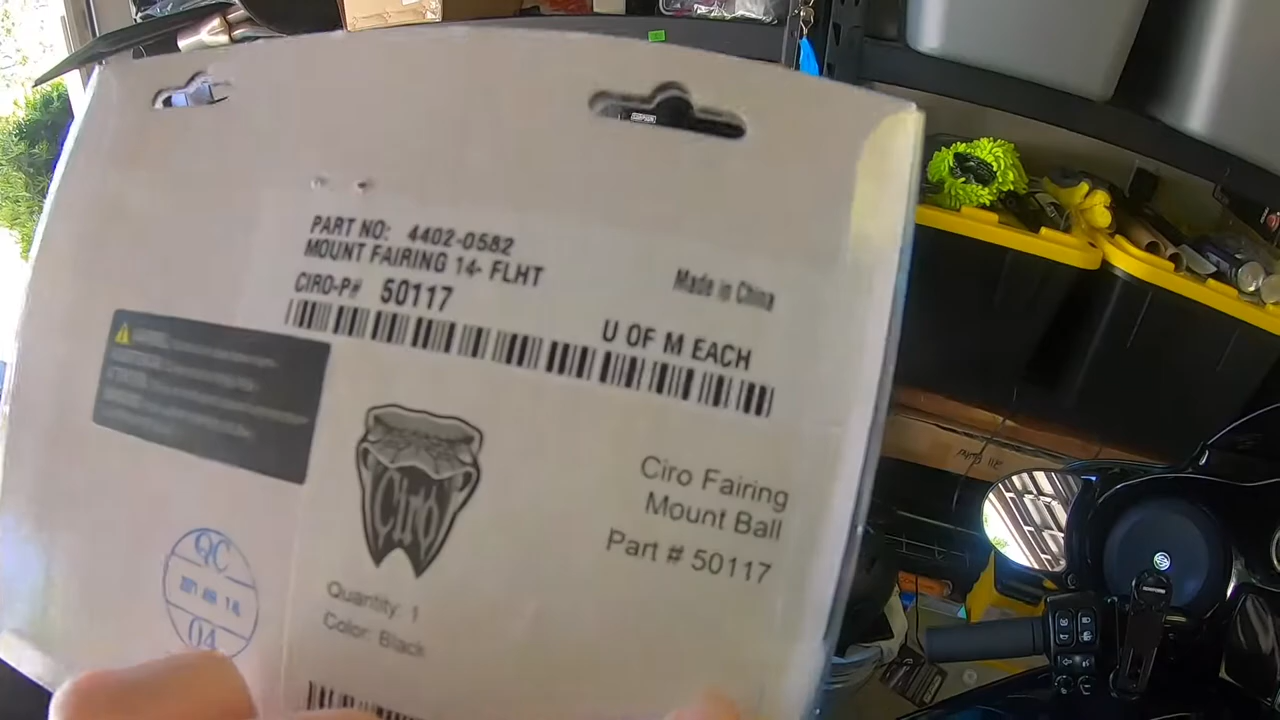 PART NO: 4402-0582
MOUNT FAIRING 14- FLHT
CIRO-P# 50117
Made in China
U OF M EACH
Ciro
Ciro Fairing
Mount Ball
Part # 50117
QC
04
Quantity: 1
Color: Black